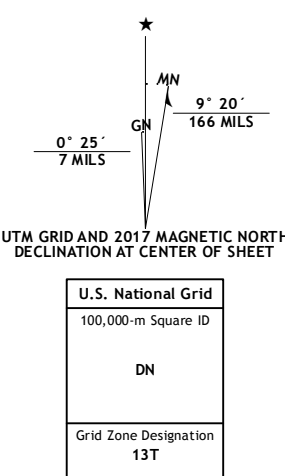 ★
MN
9° 20´
166 MILS
GN
0° 25´
7 MILS
UTM GRID AND 2017 MAGNETIC NORTH
DECLINATION AT CENTER OF SHEET
U.S. National Grid
100,000-m Square ID
DN
Grid Zone Designation
13T